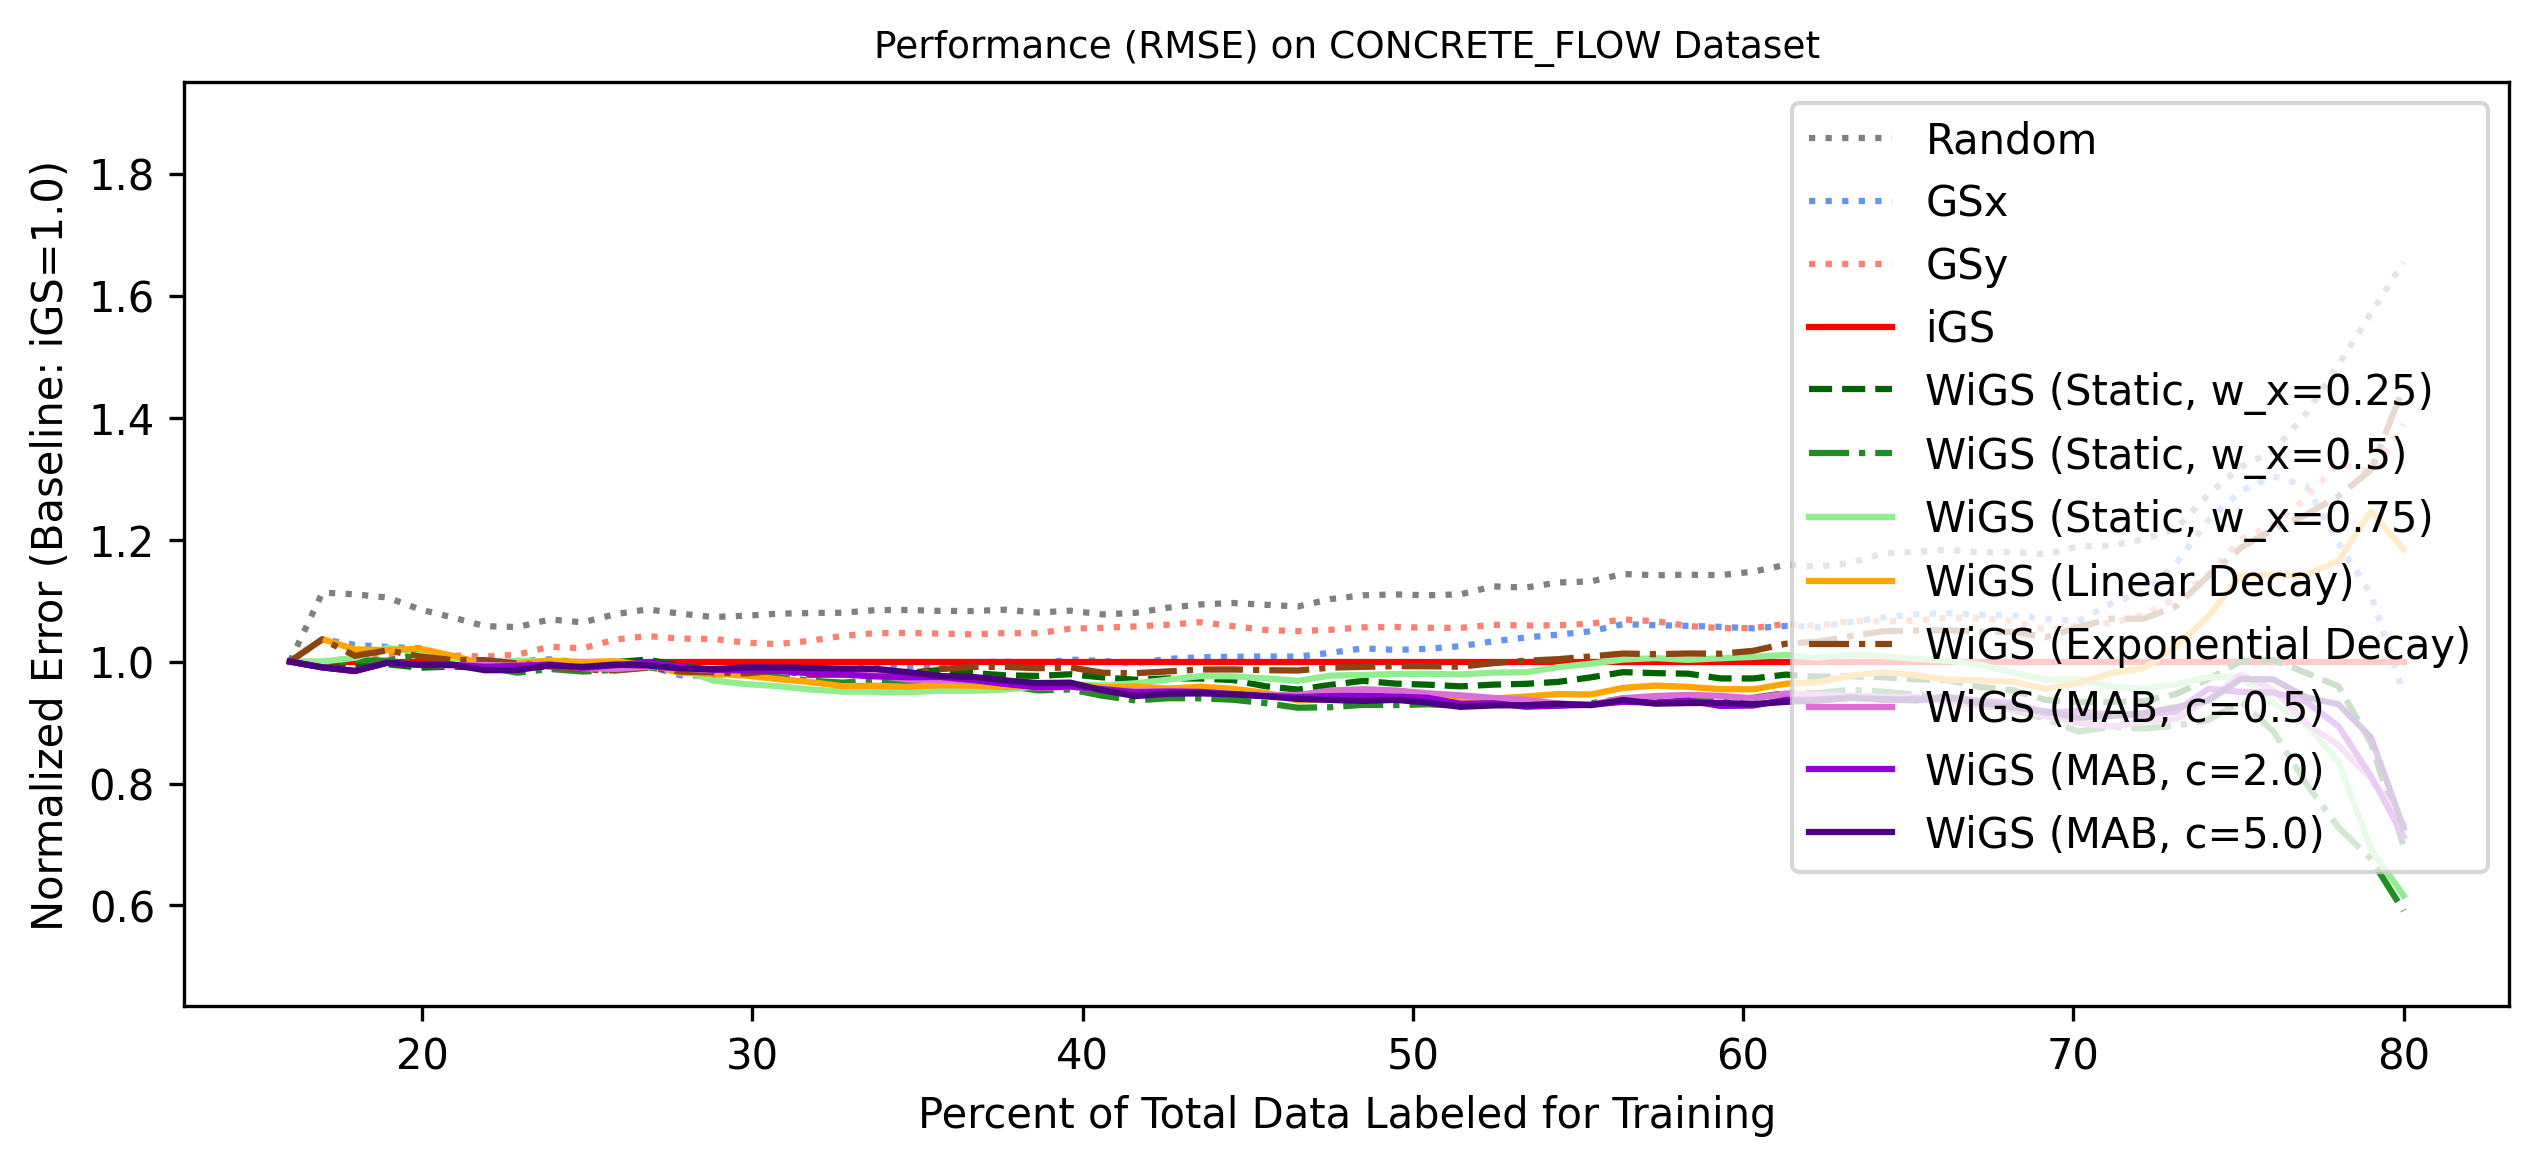 Performance (RMSE) on CONCRETE_FLOW Dataset
Normalized Error (Baseline: iGS=1.0)
1.8
1.6
1.4
1.2
1.0
0.8
0.6
Random
GSx
GSy
iGS
WiGS (Static, w_x=0.25)
WiGS (Static, w_x=0.5)
WiGS (Static, w_x=0.75)
WiGS (Linear Decay)
WiGS (Exponential Decay)
WiGS (MAB, c=0.5)
WiGS (MAB, c=2.0)
WiGS (MAB, c=5.0)
20 30 40 50 60 70 80
Percent of Total Data Labeled for Training